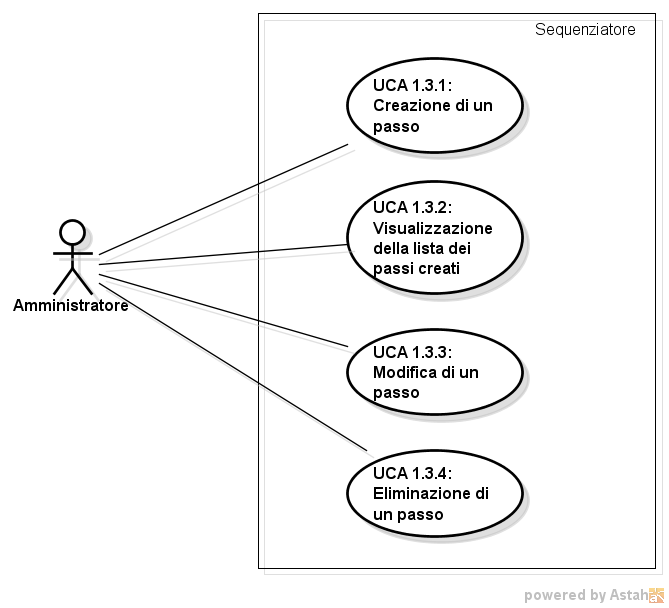 Sequenziatore
UCA 1.3.1:
Creazione di un
passo
UCA 1.3.2:
Visualizzazione
della lista dei
passi creati
Amministratore
UCA 1.3.3:
Modifica di un
passo
UCA 1.3.4:
Eliminazione di
un passo
powered by Astah